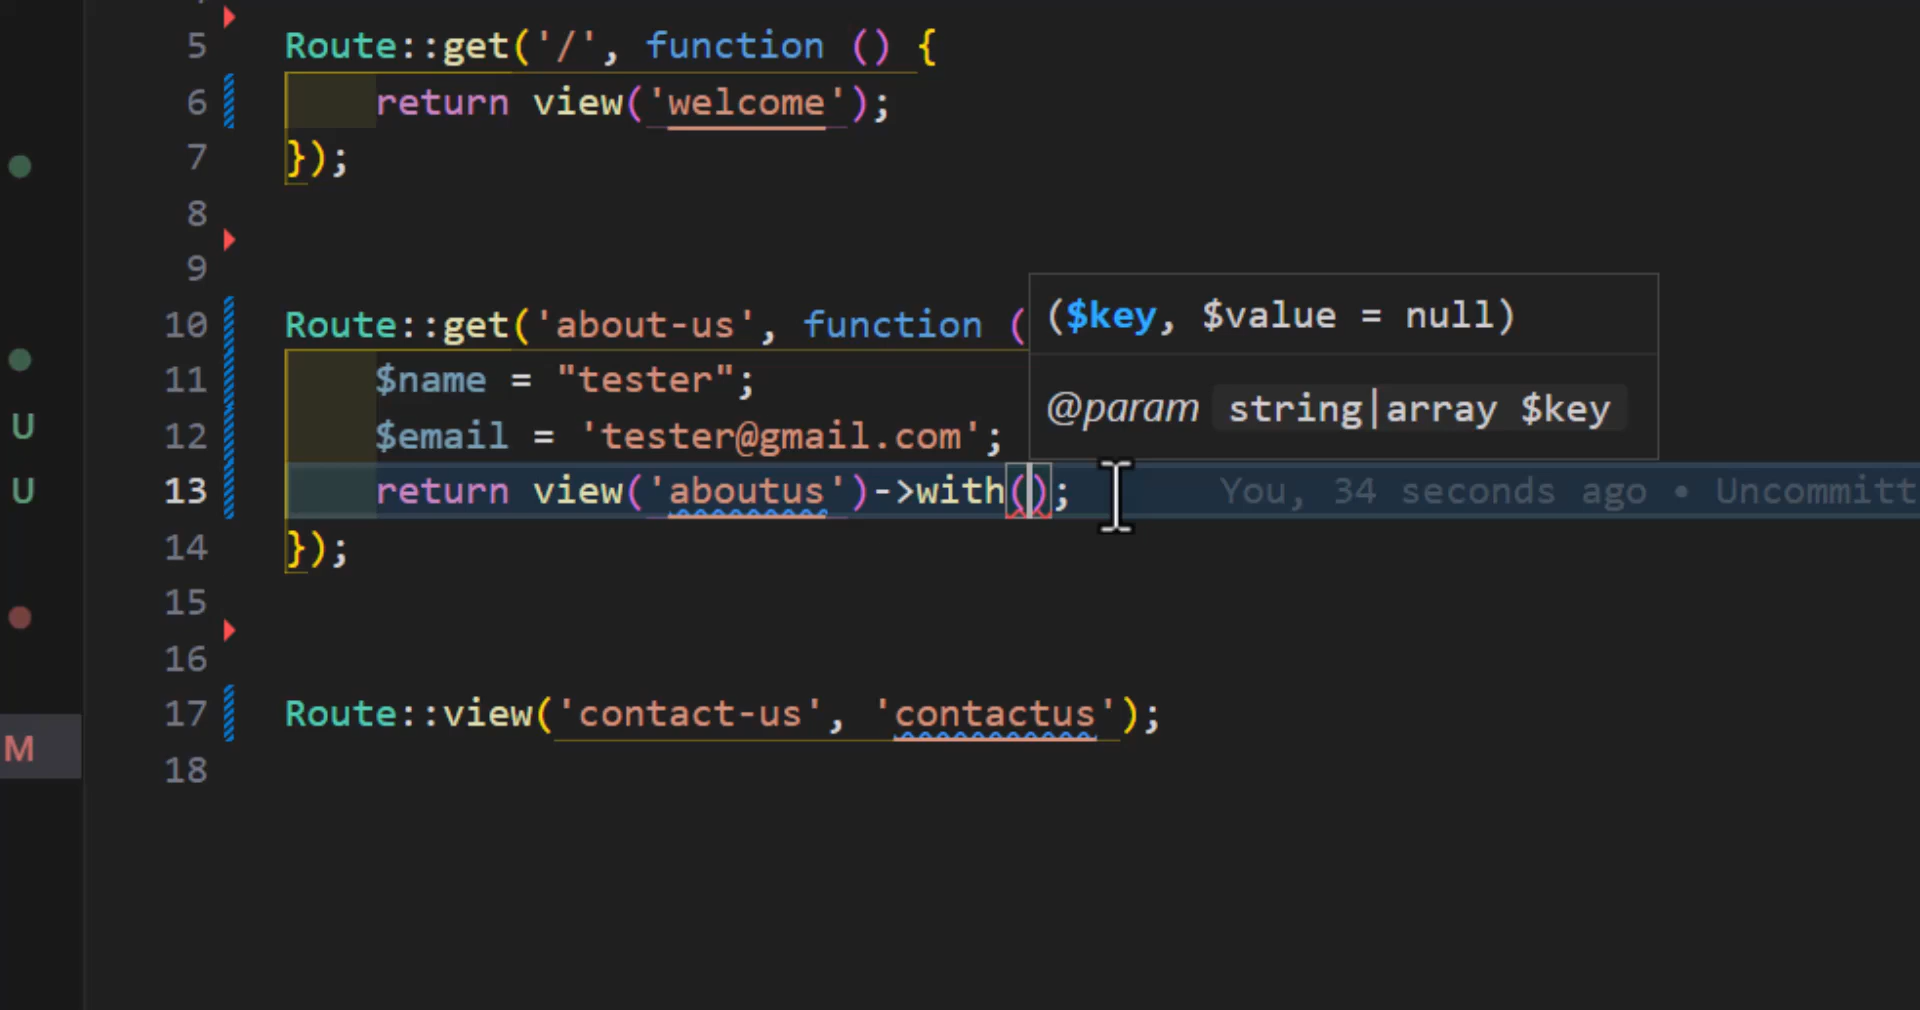 5 Route::get('/', function () {
6 return view('welcome');
7 });
8
9
10 Route::get('about-us', function (
($key, $value = null)
11 $name = "tester";
@param string|array $key
12 $email = 'tester@gmail.com';
13 return view('aboutus')->with(); You, 34 seconds ago • Uncommitt
14 });
15
16
17 Route::view('contact-us', 'contactus');
18
U
U
M